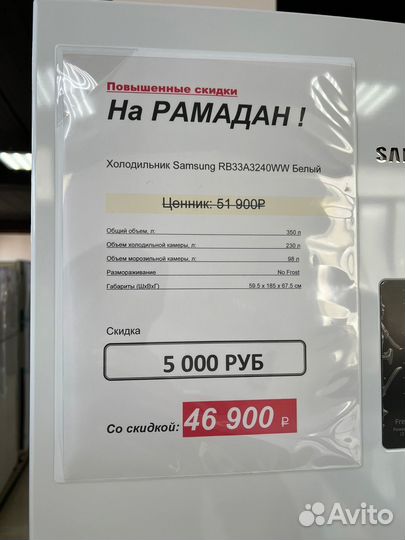 Повышенные скидки
На РАМАДАН !
SA
Холодильник Samsung RB33A3240WW Белый
Ценник: 51 900₽
Общий объем, л: 350 л
Объем холодильной камеры, л: 230 л
Объем морозильной камеры, л: 98 л
Размораживание No Frost
Габариты (ШхВхГ) 59.5 х 185 х 67.5 см
Скидка
5 000 РУБ
Со скидкой: 46 900 ₽
Avito